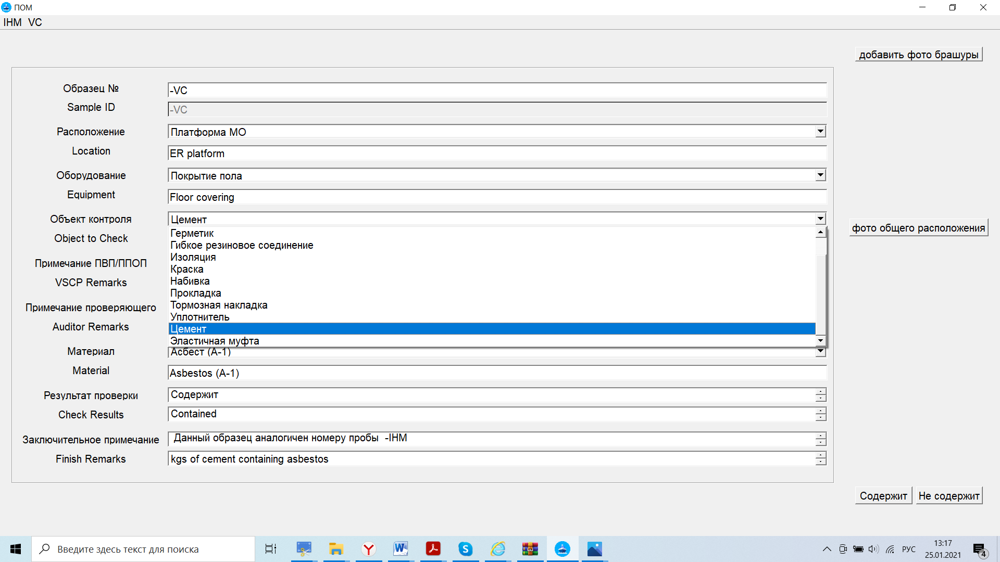 ПОМ
IHM VC
добавить фото брашуры
Образец №
-VC
Sample ID
-VC
Расположение
Платформа МО
Location
ER platform
Оборудование
Покрытие пола
Equipment
Floor covering
Объект контроля
Цемент
Object to Check
Герметик
Гибкое резиновое соединение
Изоляция
Краска
Набивка
Прокладка
Тормозная накладка
Уплотнитель
Цемент
Эластичная муфта
фото общего расположения
Примечание ПВП/ППОП
VSCP Remarks
Примечание проверяющего
Auditor Remarks
Материал
Асбест (А-1)
Material
Asbestos (A-1)
Результат проверки
Содержит
Check Results
Contained
Заключительное примечание
Данный образец аналогичен номеру пробы -IHM
Finish Remarks
kgs of cement containing asbestos
Содержит
Не содержит
Введите здесь текст для поиска
РУС
13:17
25.01.2021
4